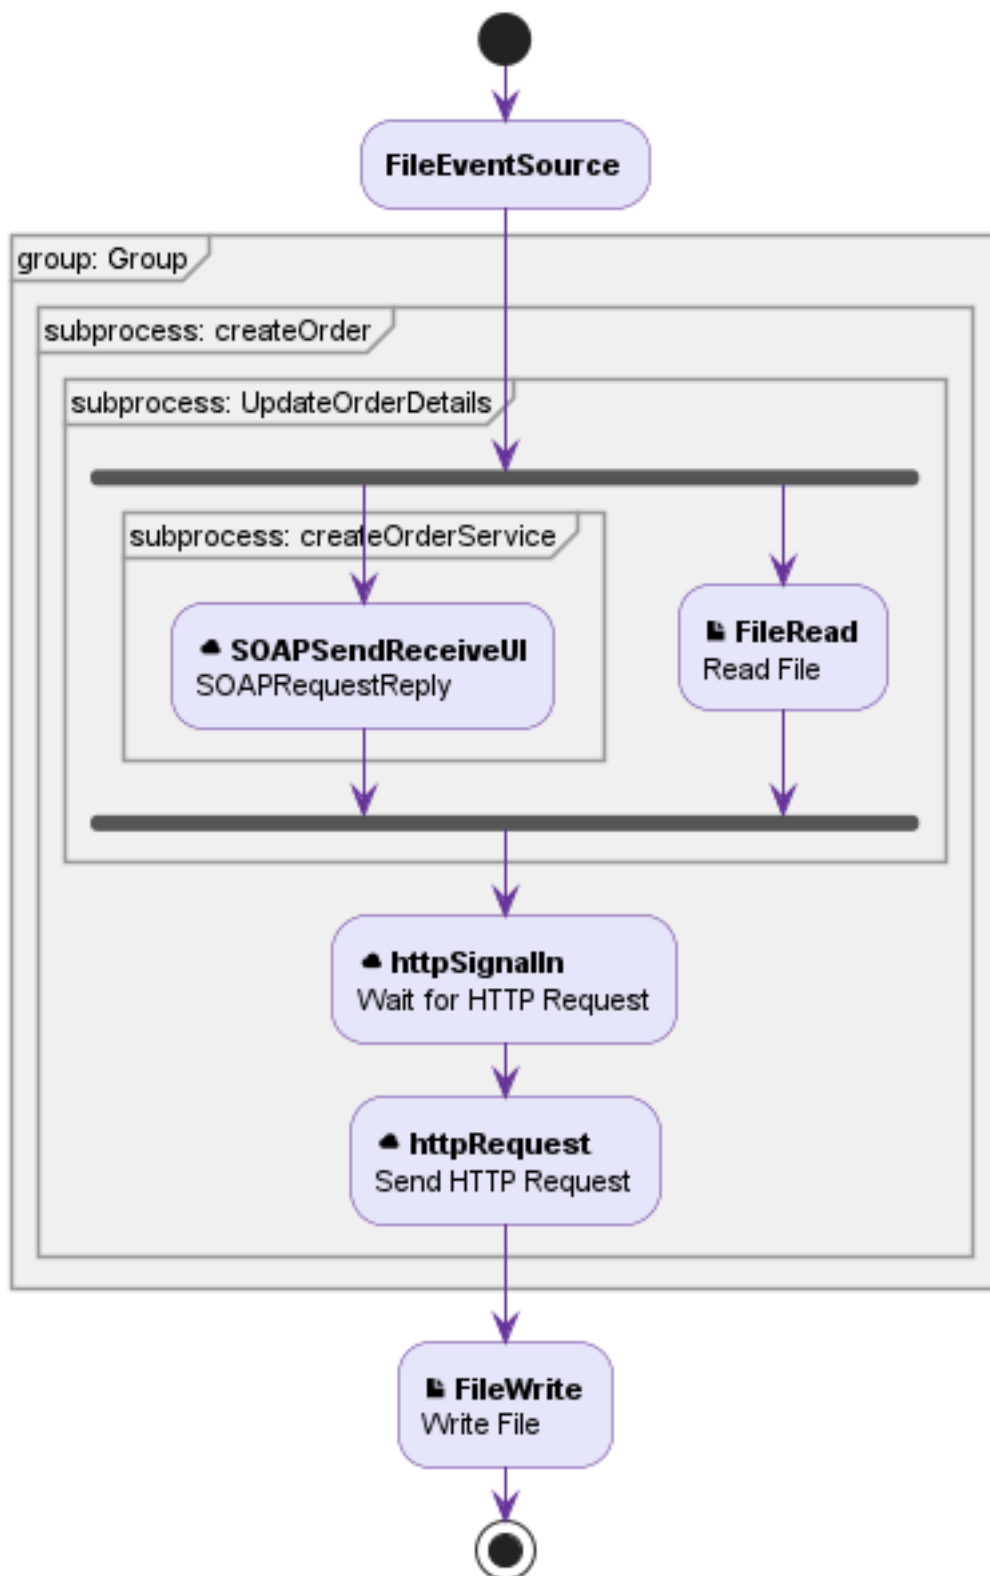 FileEventSource
group: Group
subprocess: createOrder
subprocess: UpdateOrderDetails
subprocess: createOrderService
SOAPSendReceiveUI
SOAPRequestReply
FileRead
Read File
httpSignalIn
Wait for HTTP Request
httpRequest
Send HTTP Request
FileWrite
Write File